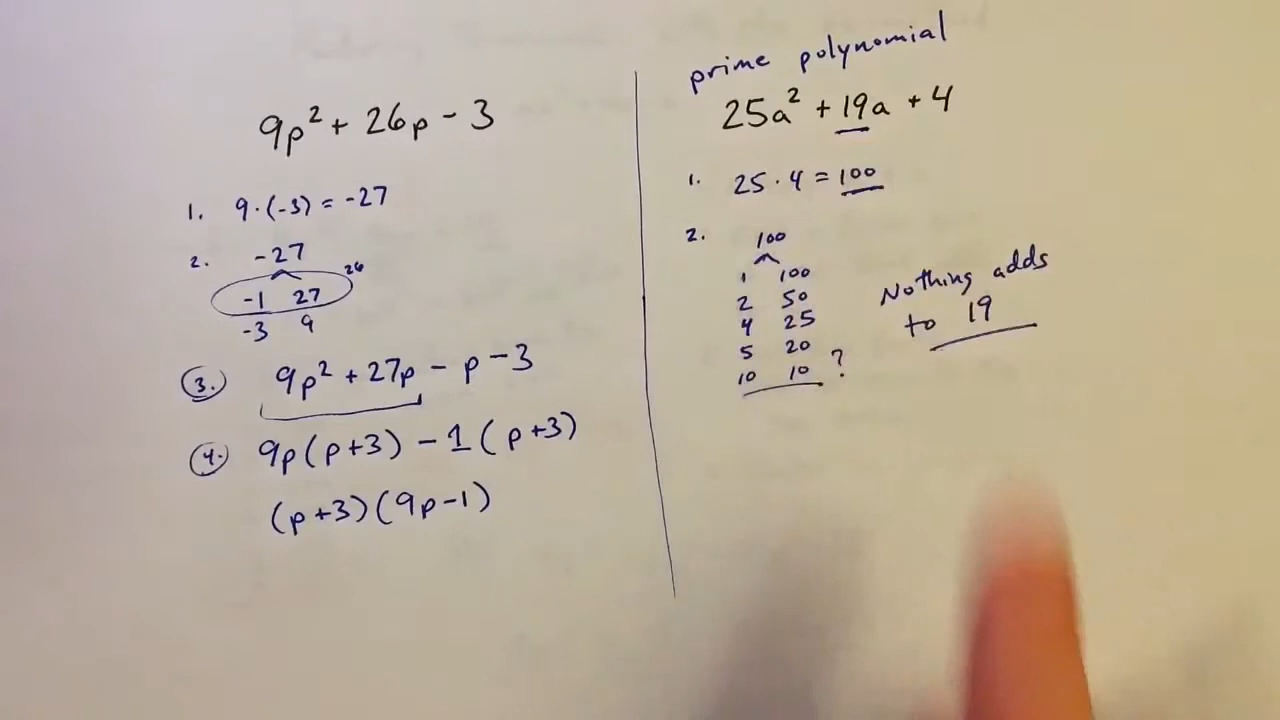 9p² + 26p - 3
1. 9 · (-3) = -27
2. -27
-1 27 26
-3 9
3. 9p² + 27p - p - 3
4. 9p(p+3) - 1(p+3)
(p+3)(9p-1)
prime polynomial
25a² + 19a + 4
1. 25 · 4 = 100
2. 100
1 100
2 50
4 25
5 20
10 10 ?
Nothing adds
to 19